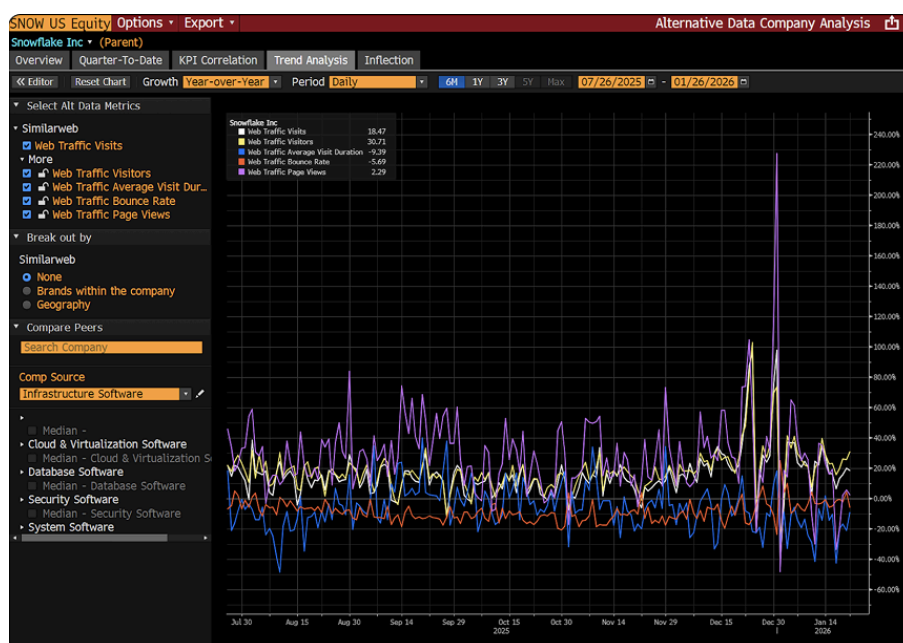 SNOW US Equity Options Export Alternative Data Company Analysis
Snowflake Inc (Parent)
Overview Quarter-To-Date KPI Correlation Trend Analysis Inflection
« Editor Reset Chart Growth Year-over-Year Period Daily 6M 1Y 3Y 5Y Max 07/26/2025 - 01/26/2026
Select Alt Data Metrics
Similarweb
Web Traffic Visits
More
Web Traffic Visitors
Web Traffic Average Visit Dur...
Web Traffic Bounce Rate
Web Traffic Page Views
Break out by
Similarweb
None
Brands within the company
Geography
Compare Peers
Search Company
Comp Source
Infrastructure Software
Median -
Cloud & Virtualization Software
Median - Cloud & Virtualization S
Database Software
Median - Database Software
Security Software
Median - Security Software
System Software
Snowflake Inc
Web Traffic Visits 18.47
Web Traffic Visitors 30.71
Web Traffic Average Visit Duration -9.39
Web Traffic Bounce Rate -5.69
Web Traffic Page Views 2.29
240.00%
220.00%
200.00%
180.00%
160.00%
140.00%
120.00%
100.00%
80.00%
60.00%
40.00%
20.00%
0.00%
-20.00%
-40.00%
-60.00%
Jul 30 Aug 15 Aug 30 Sep 14 Sep 29 Oct 15 Oct 30 Nov 14 Nov 29 Dec 15 Dec 30 Jan 14
2025 2026